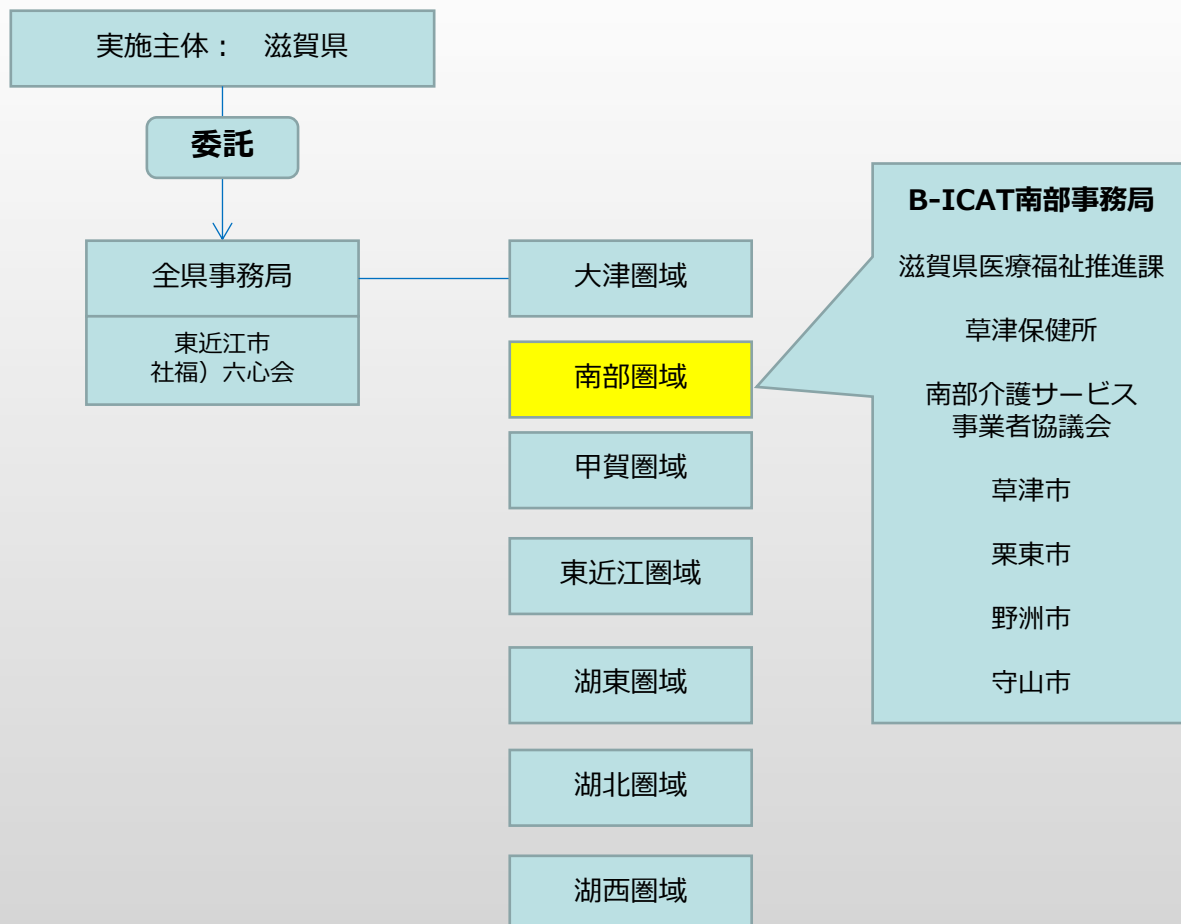 実施主体： 滋賀県
委託
全県事務局
東近江市
社福）六心会
大津圏域
南部圏域
甲賀圏域
東近江圏域
湖東圏域
湖北圏域
湖西圏域
B-ICAT南部事務局
滋賀県医療福祉推進課
草津保健所
南部介護サービス
事業者協議会
草津市
栗東市
野洲市
守山市